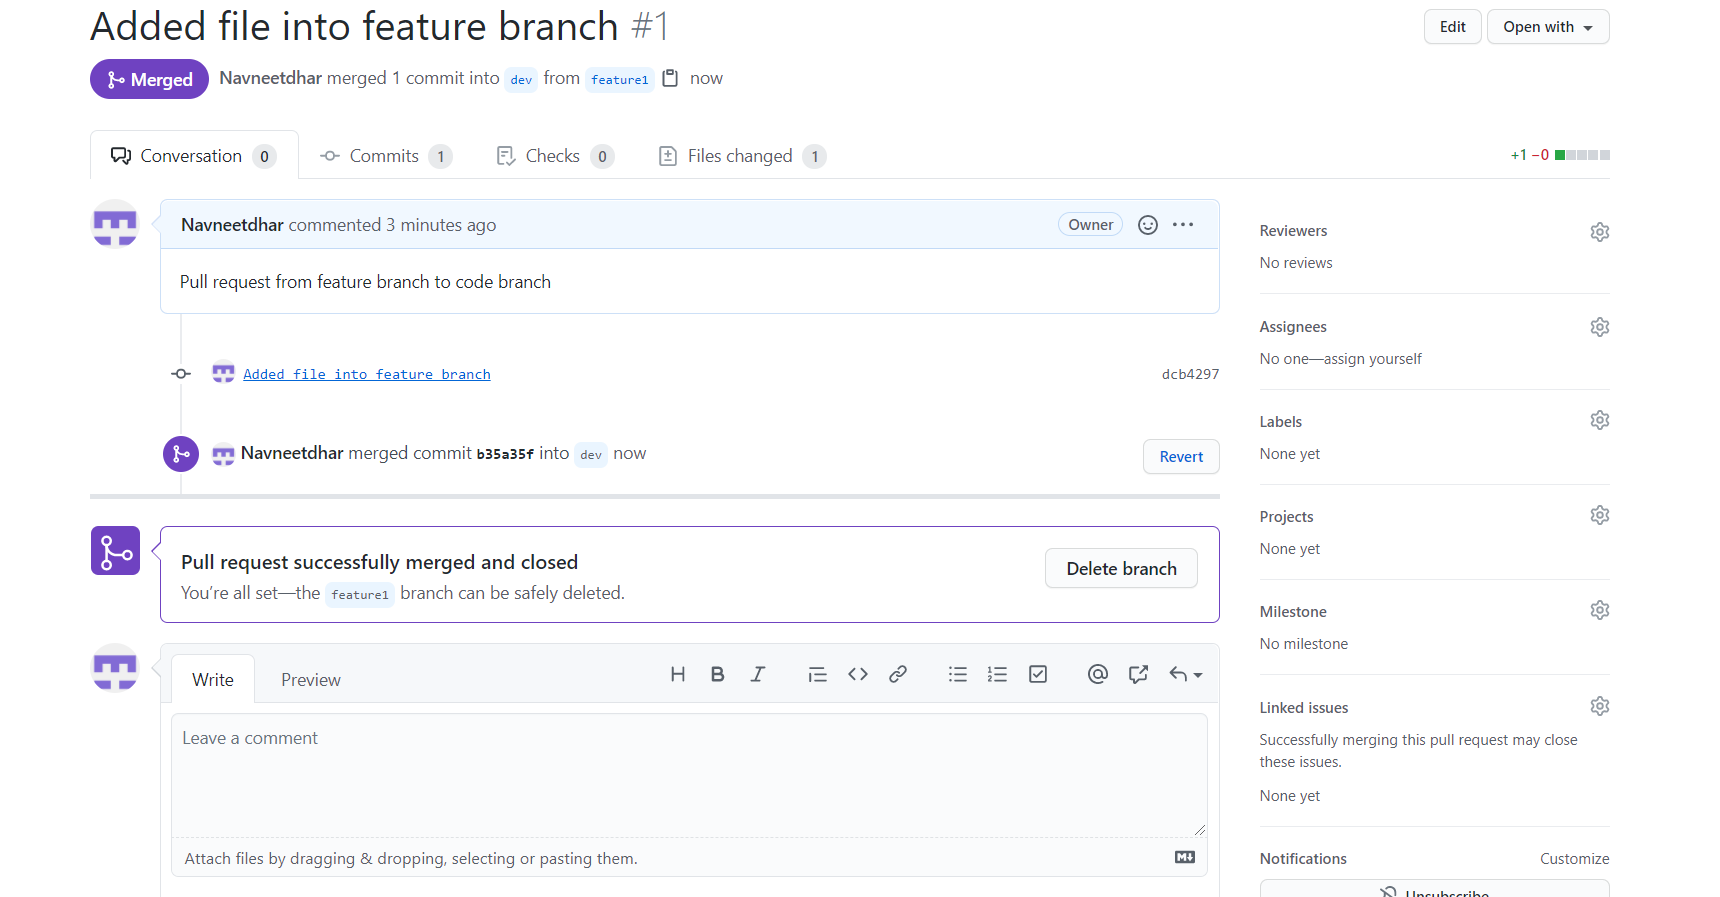 Added file into feature branch #1
Edit
Open with
Merged
Navneetdhar merged 1 commit into dev from feature1 now
Conversation 0
Commits 1
Checks 0
Files changed 1
+1 −0
Navneetdhar commented 3 minutes ago
Owner
Pull request from feature branch to code branch
Added file into feature branch
dcb4297
Navneetdhar merged commit b35a35f into dev now
Revert
Pull request successfully merged and closed
You're all set—the feature1 branch can be safely deleted.
Delete branch
Write
Preview
Leave a comment
Attach files by dragging & dropping, selecting or pasting them.
Reviewers
No reviews
Assignees
No one—assign yourself
Labels
None yet
Projects
None yet
Milestone
No milestone
Linked issues
Successfully merging this pull request may close
these issues.
None yet
Notifications
Customize
Unsubscribe